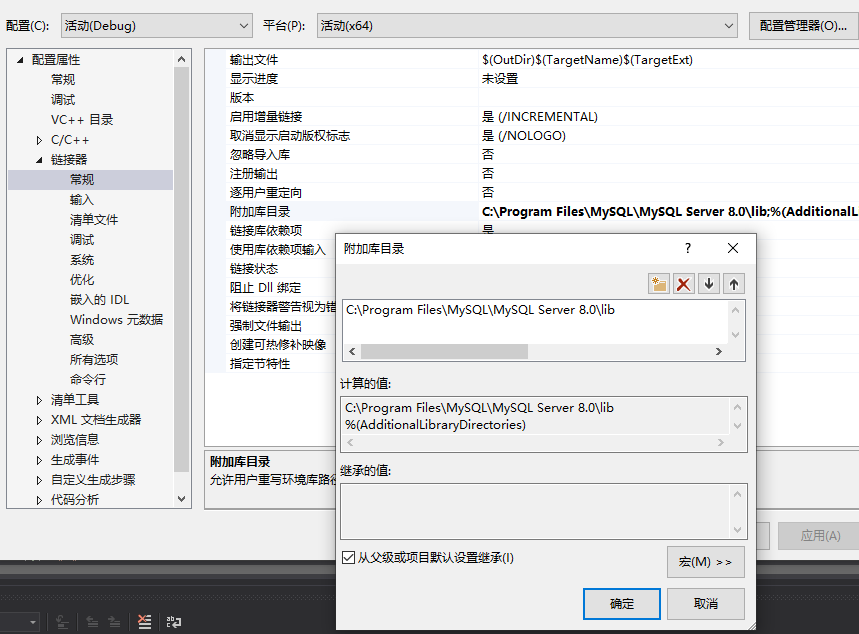 配置(C):
活动(Debug)
平台(P):
活动(x64)
配置管理器(O)...
配置属性
常规
调试
VC++ 目录
C/C++
链接器
常规
输入
清单文件
调试
系统
优化
嵌入的 IDL
Windows 元数据
高级
所有选项
命令行
清单工具
XML 文档生成器
浏览信息
生成事件
自定义生成步骤
代码分析
输出文件 $(OutDir)$(TargetName)$(TargetExt)
显示进度 未设置
版本
启用增量链接 是 (/INCREMENTAL)
取消显示启动版权标志 是 (/NOLOGO)
忽略导入库 否
注册输出 否
逐用户重定向 否
附加库目录 C:\Program Files\MySQL\MySQL Server 8.0\lib;%(AdditionalLi
链接库依赖项 是
使用库依赖项输入
链接状态
阻止 Dll 绑定
将链接器警告视为错
强制文件输出
创建可热修补映像
指定节特性
附加库目录
允许用户重写环境库路径
应用(A)
附加库目录
?
C:\Program Files\MySQL\MySQL Server 8.0\lib
计算的值:
C:\Program Files\MySQL\MySQL Server 8.0\lib
%(AdditionalLibraryDirectories)
继承的值:
从父级或项目默认设置继承(I)
宏(M) >>
确定
取消